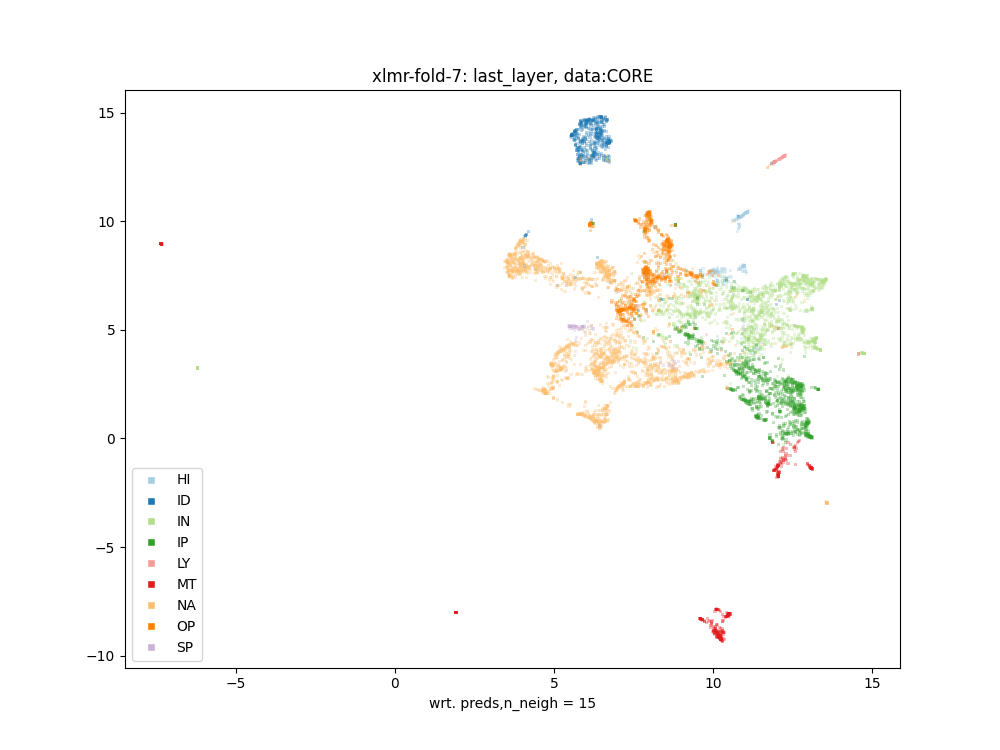 xlmr-fold-7: last_layer, data:CORE
15
10
5
0
−5
−10
HI
ID
IN
IP
LY
MT
NA
OP
SP
−5
0
5
10
15
wrt. preds,n_neigh = 15